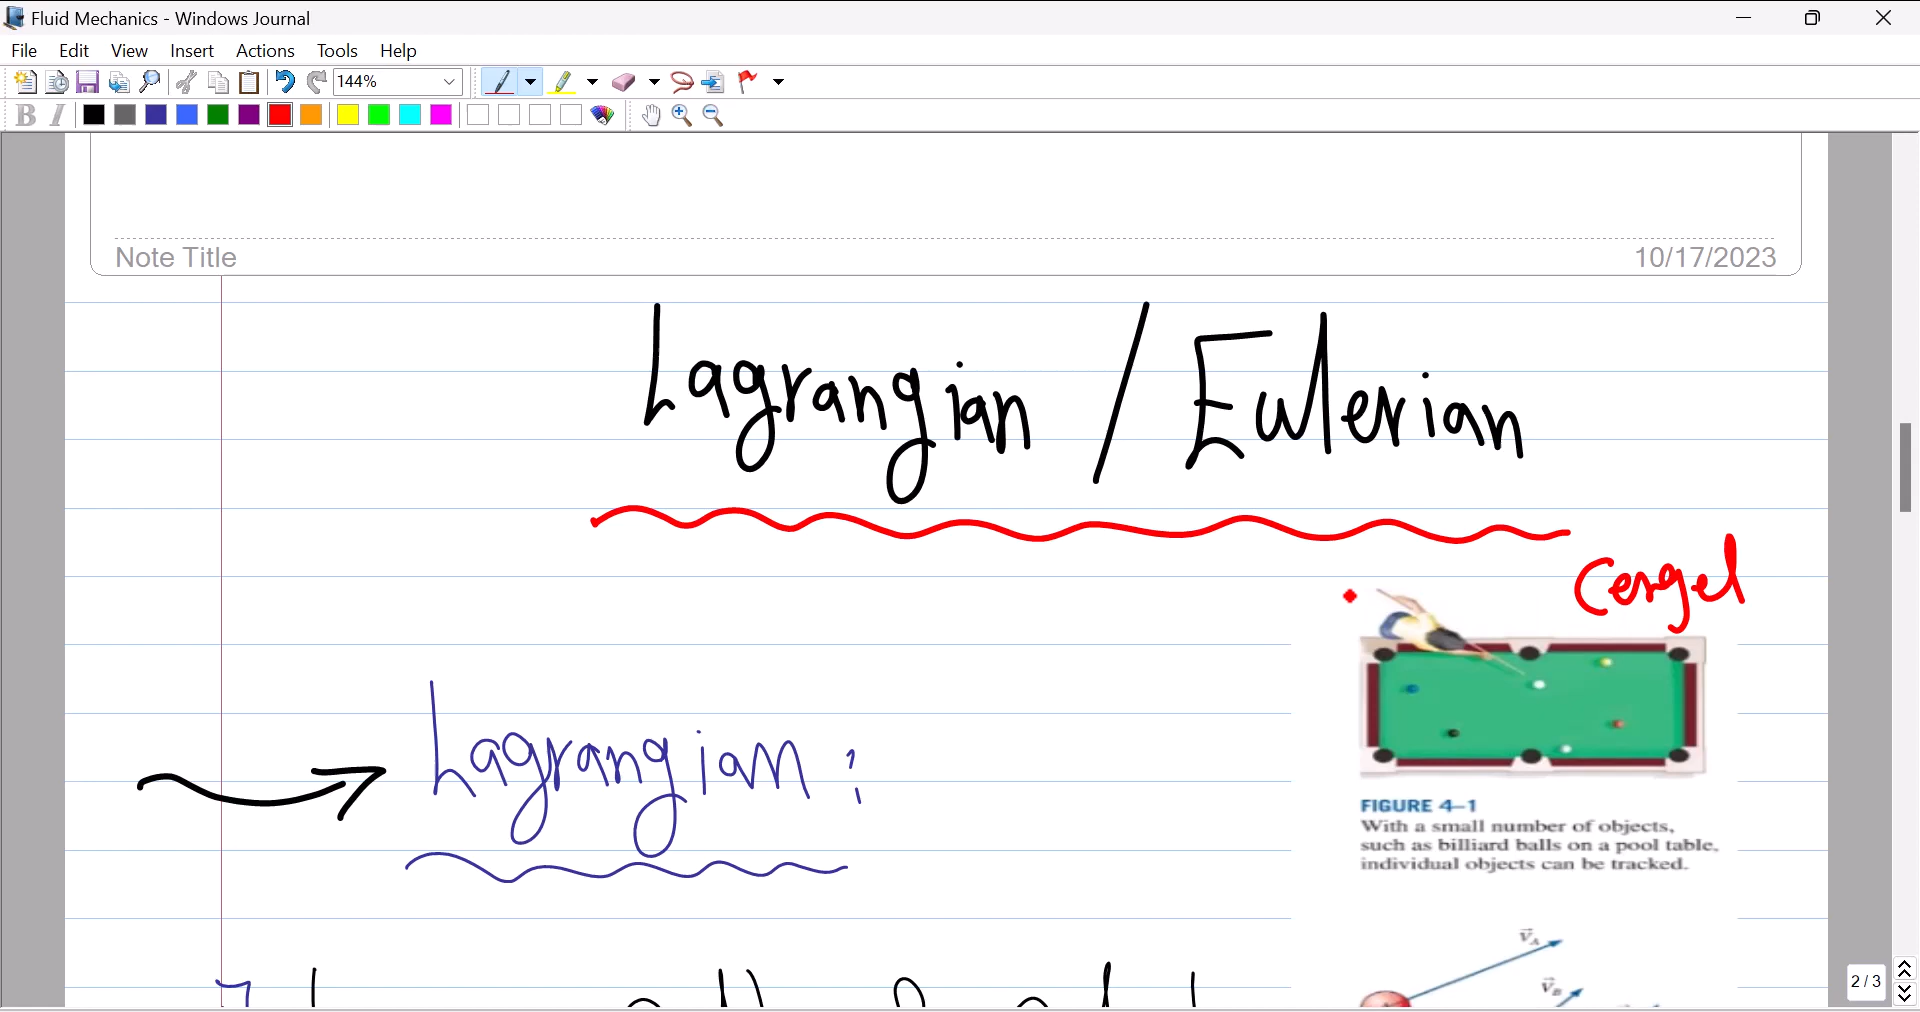 Fluid Mechanics - Windows Journal
File Edit View Insert Actions Tools Help
144%
B I
Note Title 10/17/2023
Lagrangian / Eulerian
Cengel
Lagrangian :
FIGURE 4–1
With a small number of objects,
such as billiard balls on a pool table,
individual objects can be tracked.
V⃗A
V⃗B
2 / 3